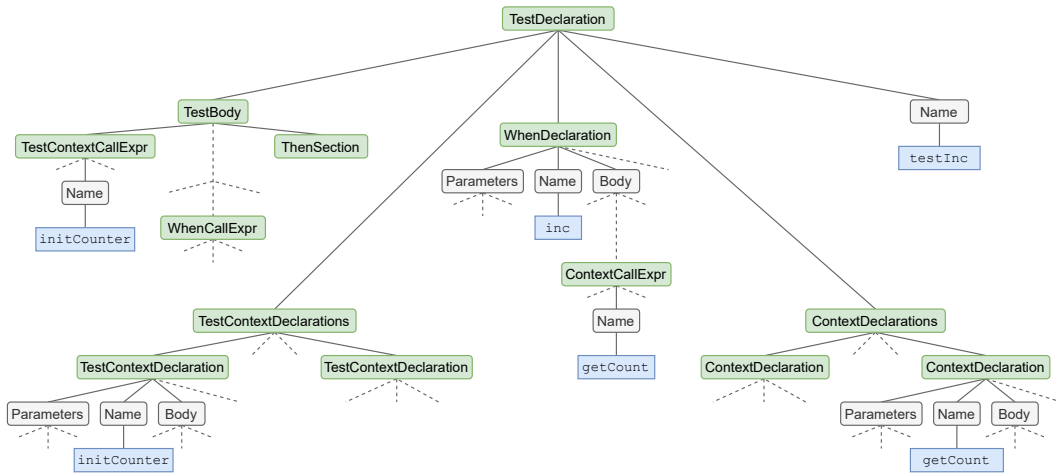 TestDeclaration
TestBody
Name
TestContextCallExpr
ThenSection
WhenDeclaration
testInc
Name
Parameters
Name
Body
initCounter
WhenCallExpr
inc
ContextCallExpr
TestContextDeclarations
Name
ContextDeclarations
TestContextDeclaration
TestContextDeclaration
getCount
ContextDeclaration
ContextDeclaration
Parameters
Name
Body
Parameters
Name
Body
initCounter
getCount